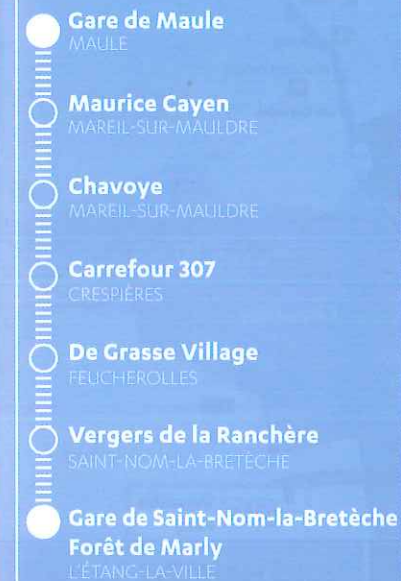 Gare de Maule
MAULE
Maurice Cayen
MAREIL-SUR-MAULDRE
Chavoye
MAREIL-SUR-MAULDRE
Carrefour 307
CRESPIÈRES
De Grasse Village
FEUCHEROLLES
Vergers de la Ranchère
SAINT-NOM-LA-BRETÈCHE
Gare de Saint-Nom-la-Bretèche
Forêt de Marly
L'ÉTANG-LA-VILLE